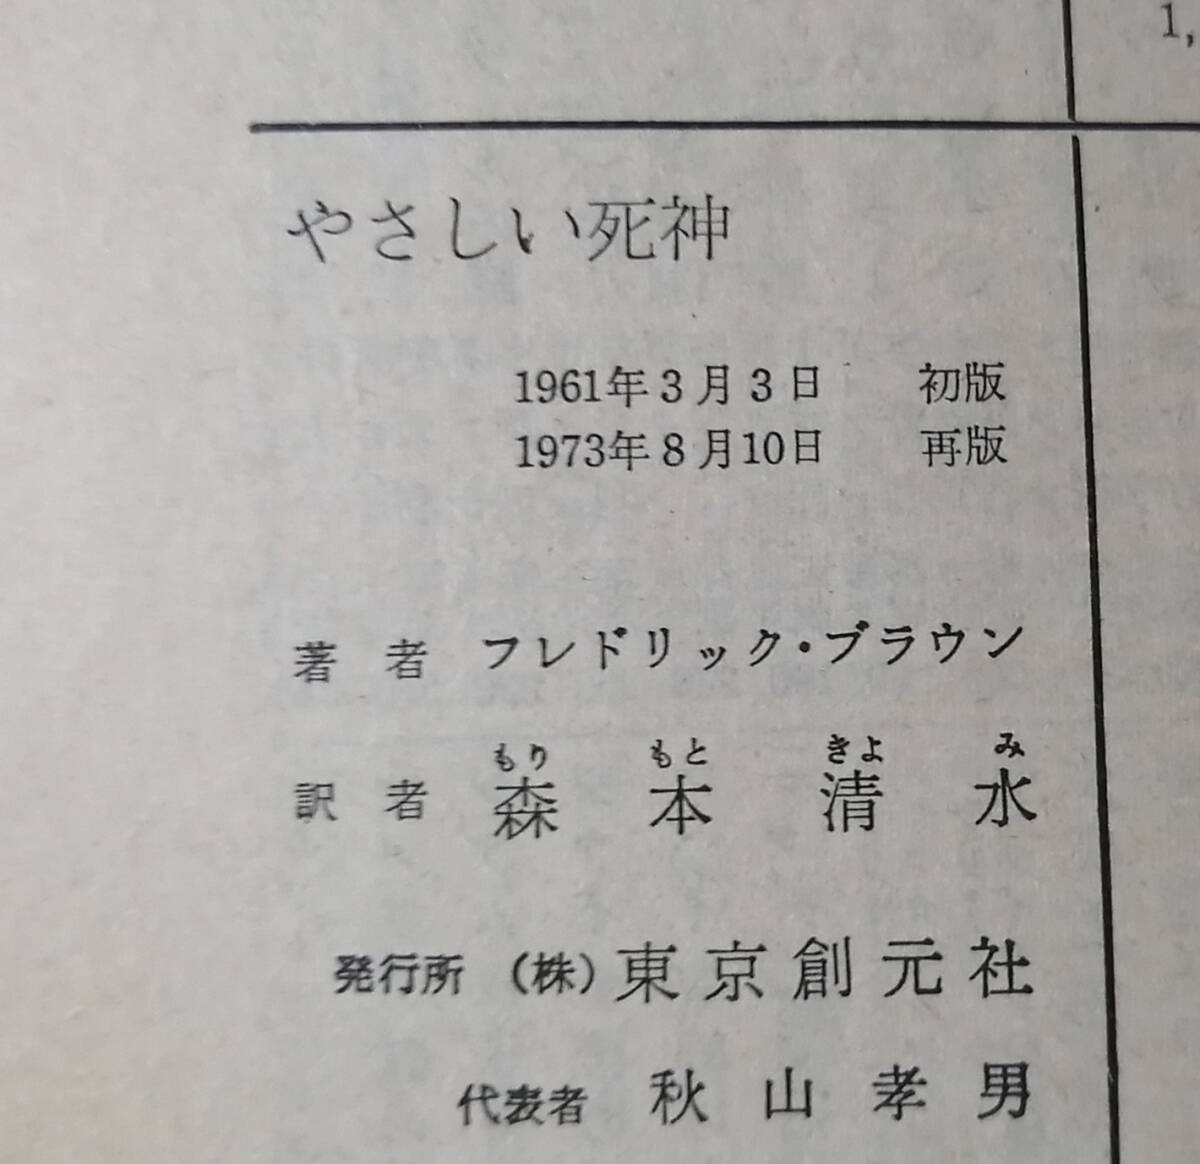 1,
やさしい死神
1961年3月3日 初版
1973年8月10日 再版
著者 フレドリック・ブラウン
もり もと きよ み
訳者 森本清水
発行所 (株)東京創元社
代表者 秋山孝男